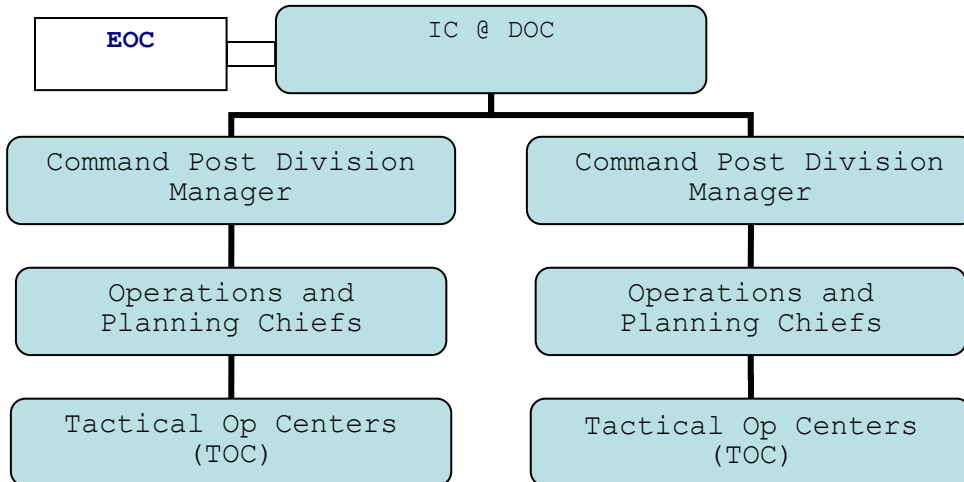 EOC
IC @ DOC
Command Post Division
Manager
Command Post Division
Manager
Operations and
Planning Chiefs
Operations and
Planning Chiefs
Tactical Op Centers
(TOC)
Tactical Op Centers
(TOC)